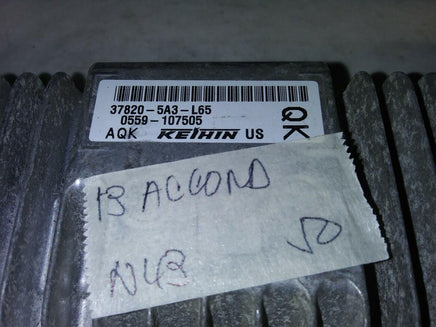 37820-5A3-L65
0559-107505
AQK KEIHIN US
QK
13 ACCORD
N43
50